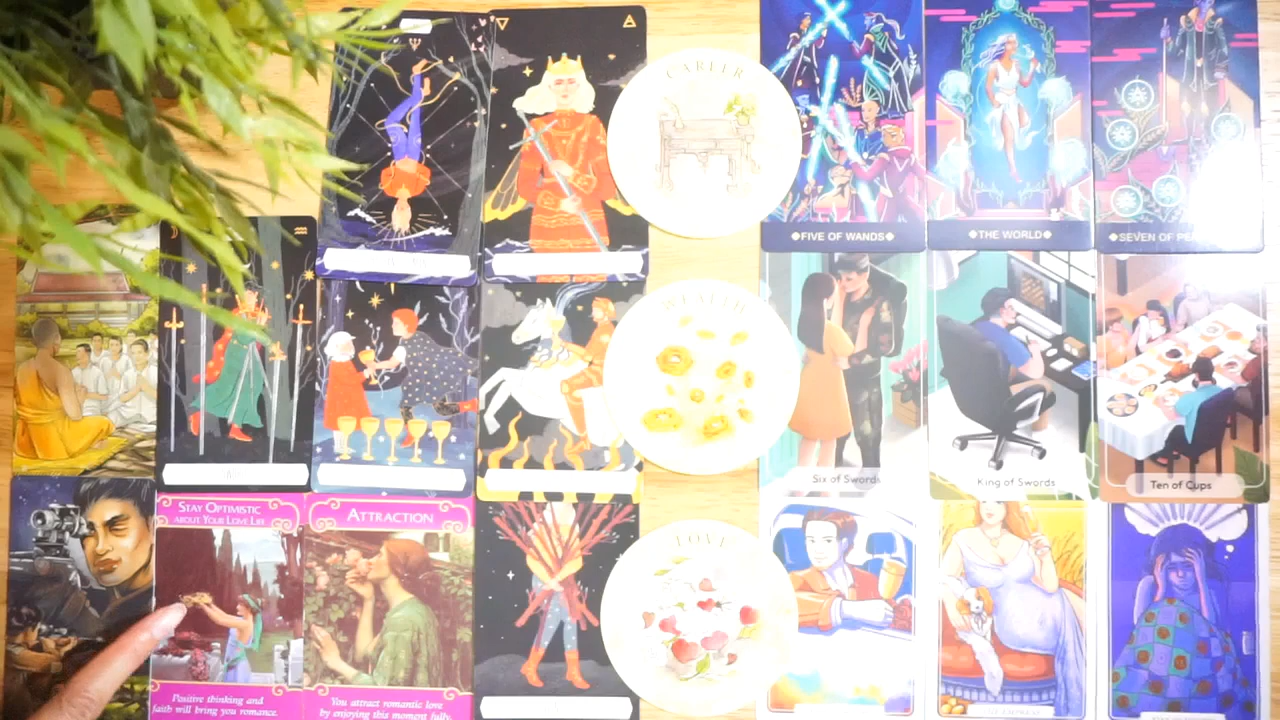 CAREER
FIVE OF WANDS
THE WORLD
SEVEN OF
WEALTH
Six of Swords
King of Swords
Ten of Cups
STAY OPTIMISTIC
ABOUT YOUR LOVE LIFE
Positive thinking and
faith will bring you romance.
ATTRACTION
You attract romantic love
by enjoying this moment fully.
LOVE